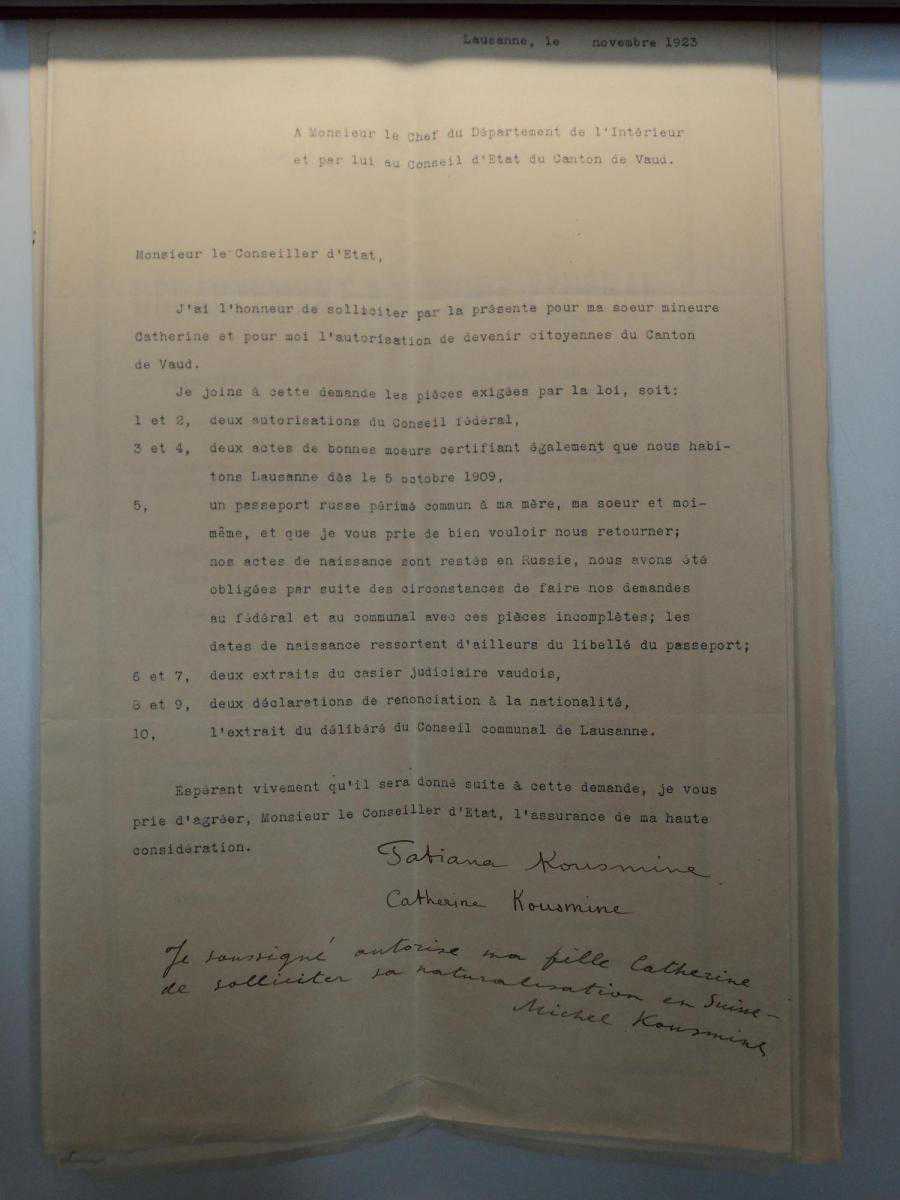 Lausanne, le novembre 1923
A Monsieur le Chef du Département de l'Intérieur
et par lui au Conseil d'Etat du Canton de Vaud.
Monsieur le Conseiller d'Etat,
J'ai l'honneur de solliciter par la présente pour ma soeur mineure
Catherine et pour moi l'autorisation de devenir citoyennes du Canton
de Vaud.
Je joins à cette demande les pièces exigées par la loi, soit:
1 et 2, deux autorisations du Conseil fédéral,
3 et 4, deux actes de bonnes moeurs certifiant également que nous habi-
tons Lausanne dès le 5 octobre 1909,
5, un passeport russe périmé commun à ma mère, ma soeur et moi-
même, et que je vous prie de bien vouloir nous retourner;
nos actes de naissance sont restés en Russie, nous avons été
obligées par suite des circonstances de faire nos demandes
au fédéral et au communal avec ces pièces incomplètes; les
dates de naissance ressortent d'ailleurs du libellé du passeport;
6 et 7, deux extraits du casier judiciaire vaudois,
8 et 9, deux déclarations de renonciation à la nationalité,
10, l'extrait du délibéré du Conseil communal de Lausanne.
Espérant vivement qu'il sera donné suite à cette demande, je vous
prie d'agréer, Monsieur le Conseiller d'Etat, l'assurance de ma haute
considération.
Tatiana Kousmine
Catherine Kousmine
Je soussigné autorise ma fille Catherine
de solliciter sa naturalisation en Suisse-
Michel Kousmine